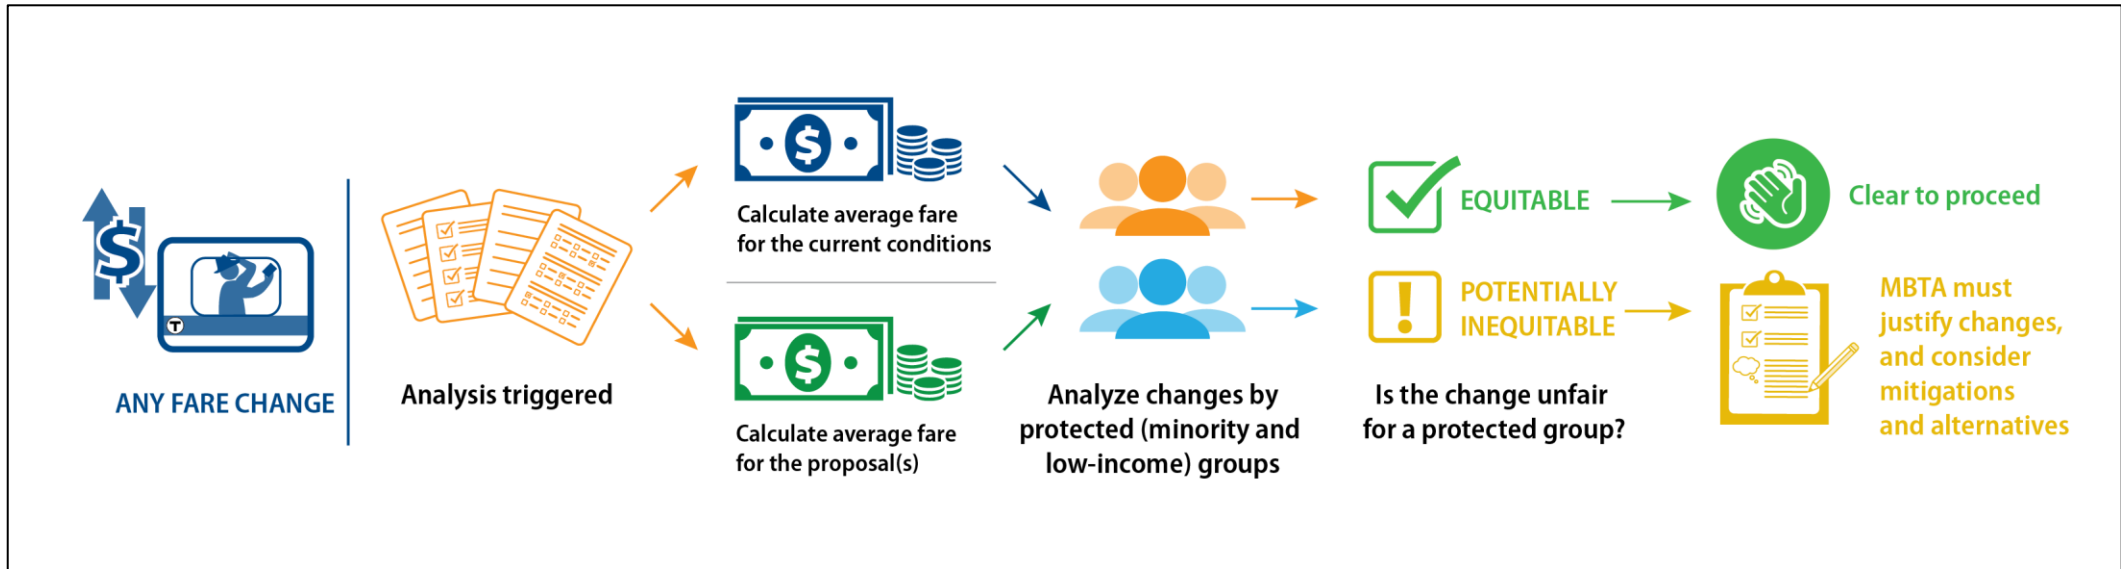 ANY FARE CHANGE
T
Analysis triggered
$
Calculate average fare
for the current conditions
$
Calculate average fare
for the proposal(s)
$
Analyze changes by
protected (minority and
low-income) groups
EQUITABLE
!
POTENTIALLY
INEQUITABLE
Is the change unfair
for a protected group?
Clear to proceed
MBTA must
justify changes,
and consider
mitigations
and alternatives